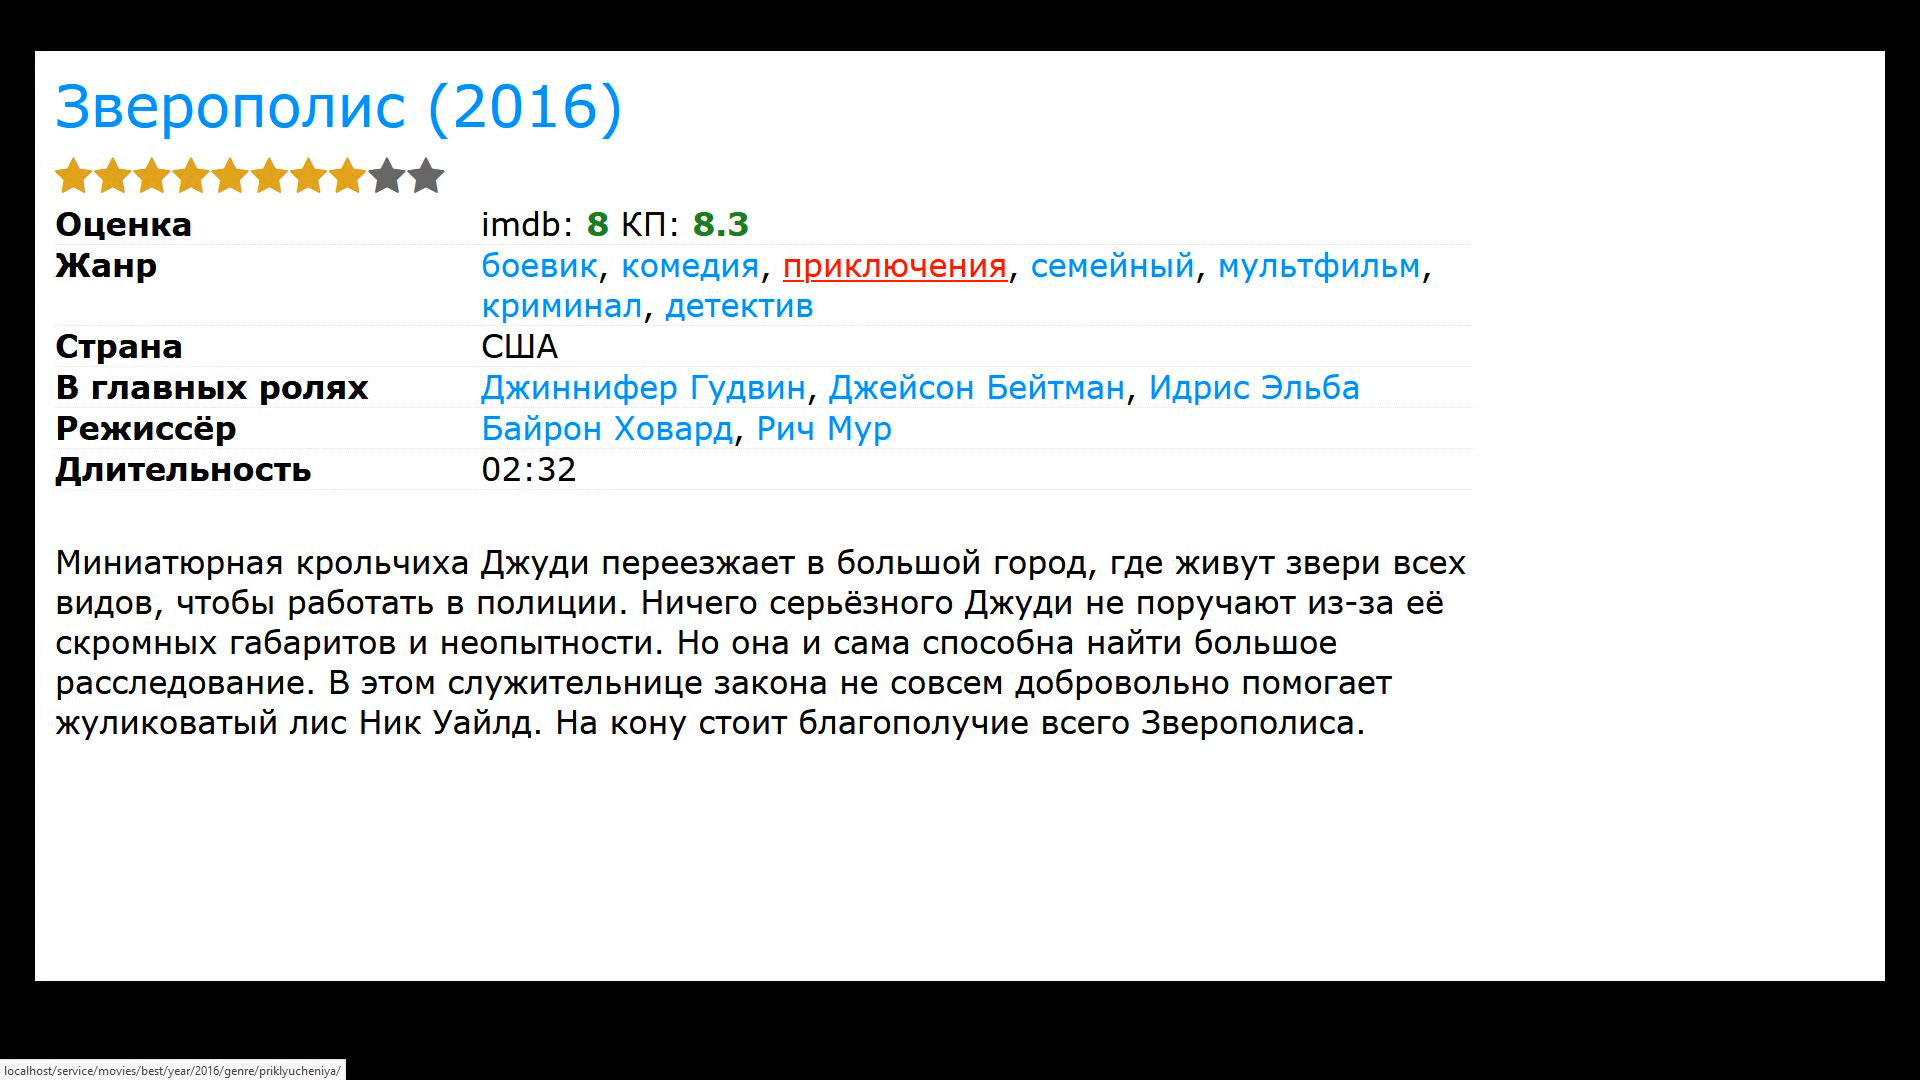 Зверополис (2016)
Оценка imdb: 8 КП: 8.3
Жанр боевик, комедия, приключения, семейный, мультфильм,
криминал, детектив
Страна США
В главных ролях Джиннифер Гудвин, Джейсон Бейтман, Идрис Эльба
Режиссёр Байрон Ховард, Рич Мур
Длительность 02:32
Миниатюрная крольчиха Джуди переезжает в большой город, где живут звери всех
видов, чтобы работать в полиции. Ничего серьёзного Джуди не поручают из-за её
скромных габаритов и неопытности. Но она и сама способна найти большое
расследование. В этом служительнице закона не совсем добровольно помогает
жуликоватый лис Ник Уайлд. На кону стоит благополучие всего Зверополиса.
localhost/service/movies/best/year/2016/genre/priklyucheniya/